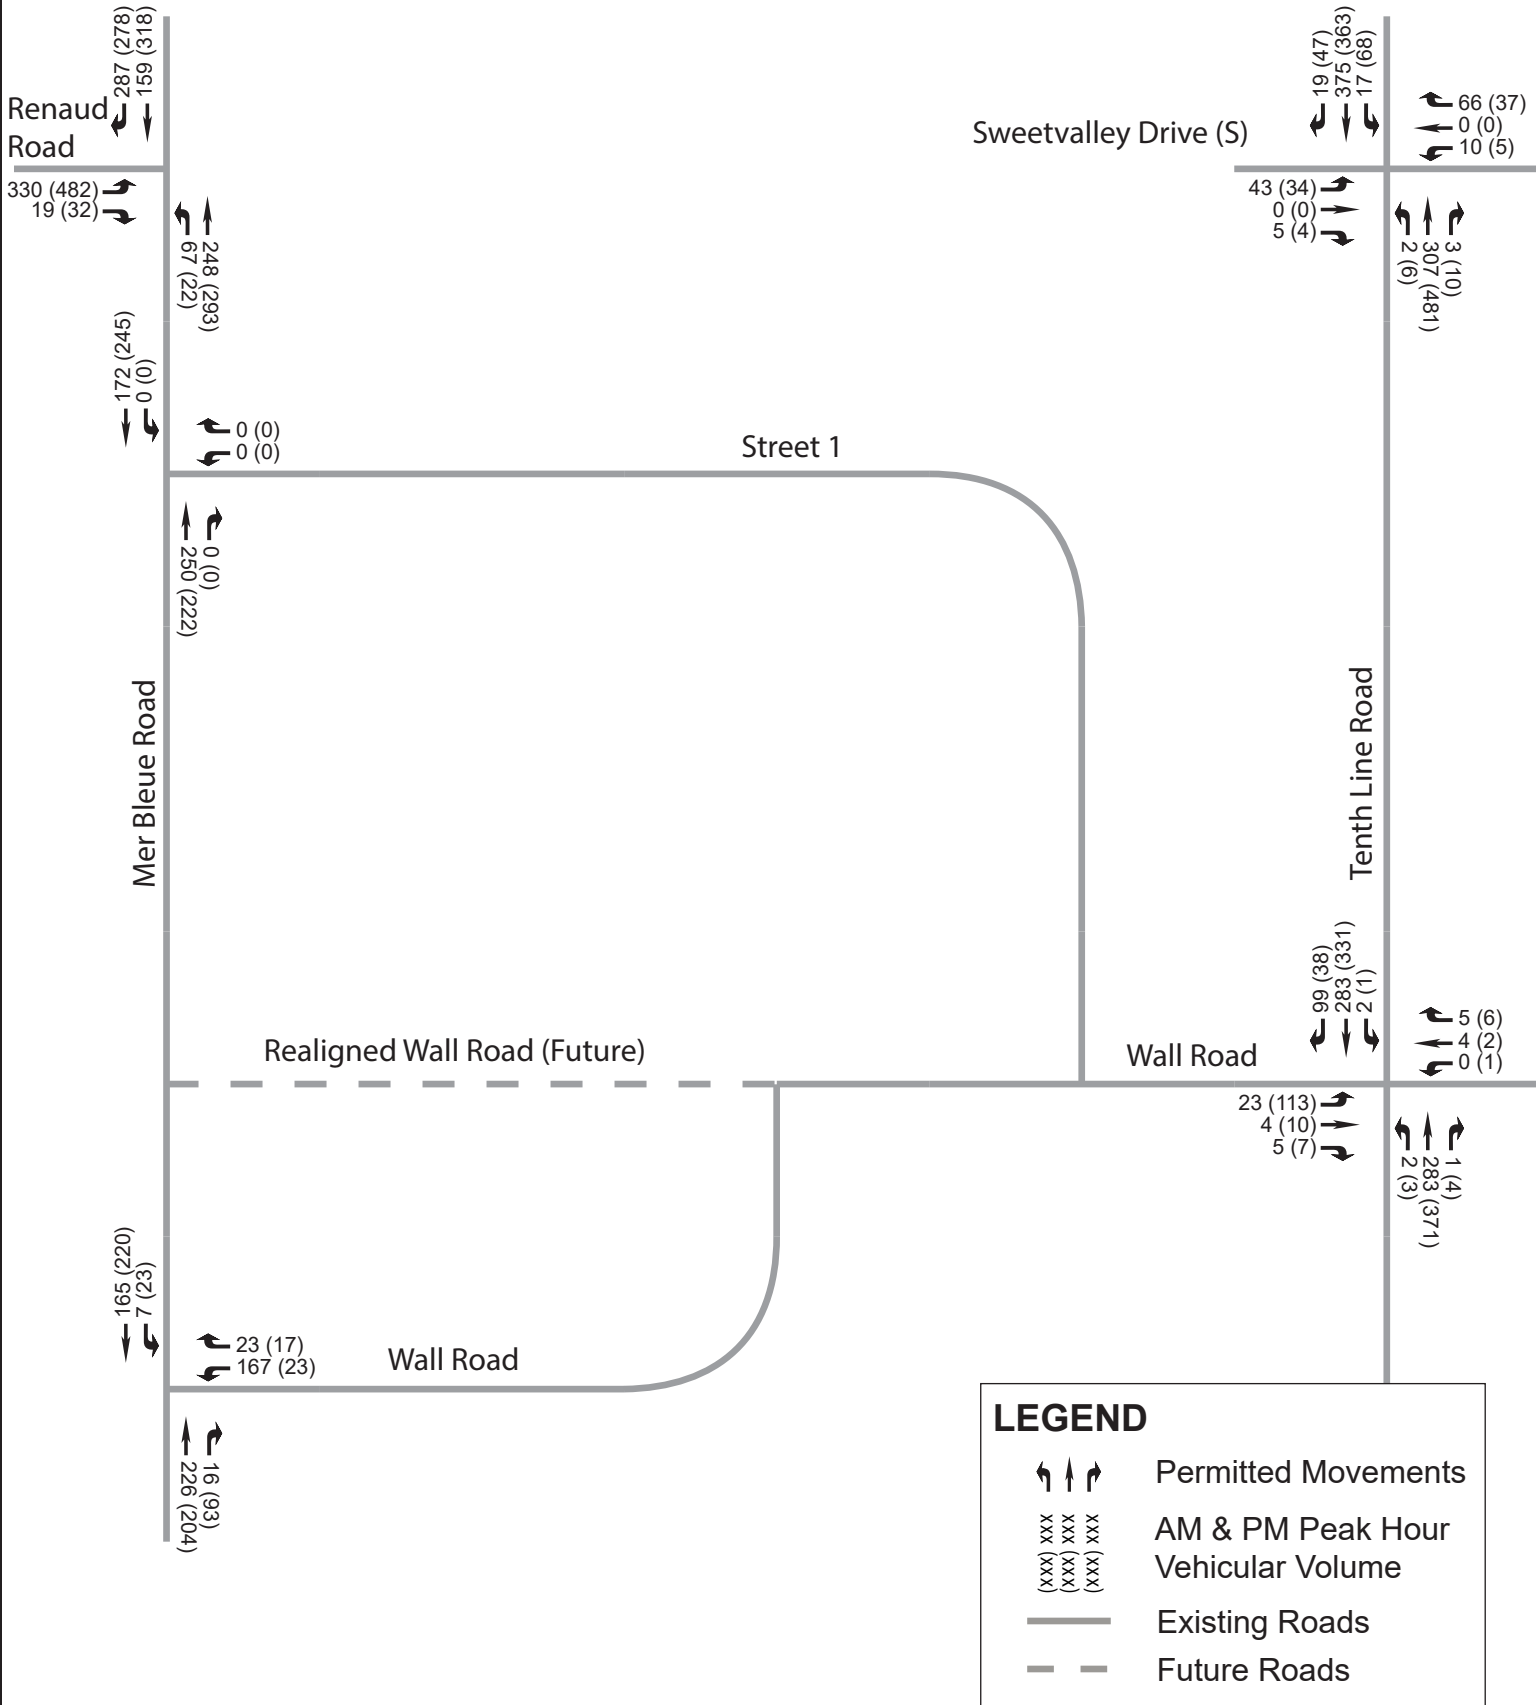 287 (278)
159 (318)
Renaud
Road
330 (482)
19 (32)
67 (22)
248 (293)
Sweetvalley Drive (S)
19 (47)
375 (363)
17 (68)
66 (37)
0 (0)
10 (5)
43 (34)
0 (0)
5 (4)
2 (6)
307 (481)
3 (10)
172 (245)
0 (0)
0 (0)
0 (0)
Street 1
250 (222)
0 (0)
Mer Bleue Road
Tenth Line Road
Realigned Wall Road (Future)
Wall Road
99 (38)
283 (331)
2 (1)
5 (6)
4 (2)
0 (1)
23 (113)
4 (10)
5 (7)
2 (3)
283 (371)
1 (4)
165 (220)
7 (23)
23 (17)
167 (23)
Wall Road
226 (204)
16 (93)
LEGEND
Permitted Movements
xxx (xxx)
xxx (xxx)
xxx (xxx)
AM & PM Peak Hour
Vehicular Volume
Existing Roads
Future Roads